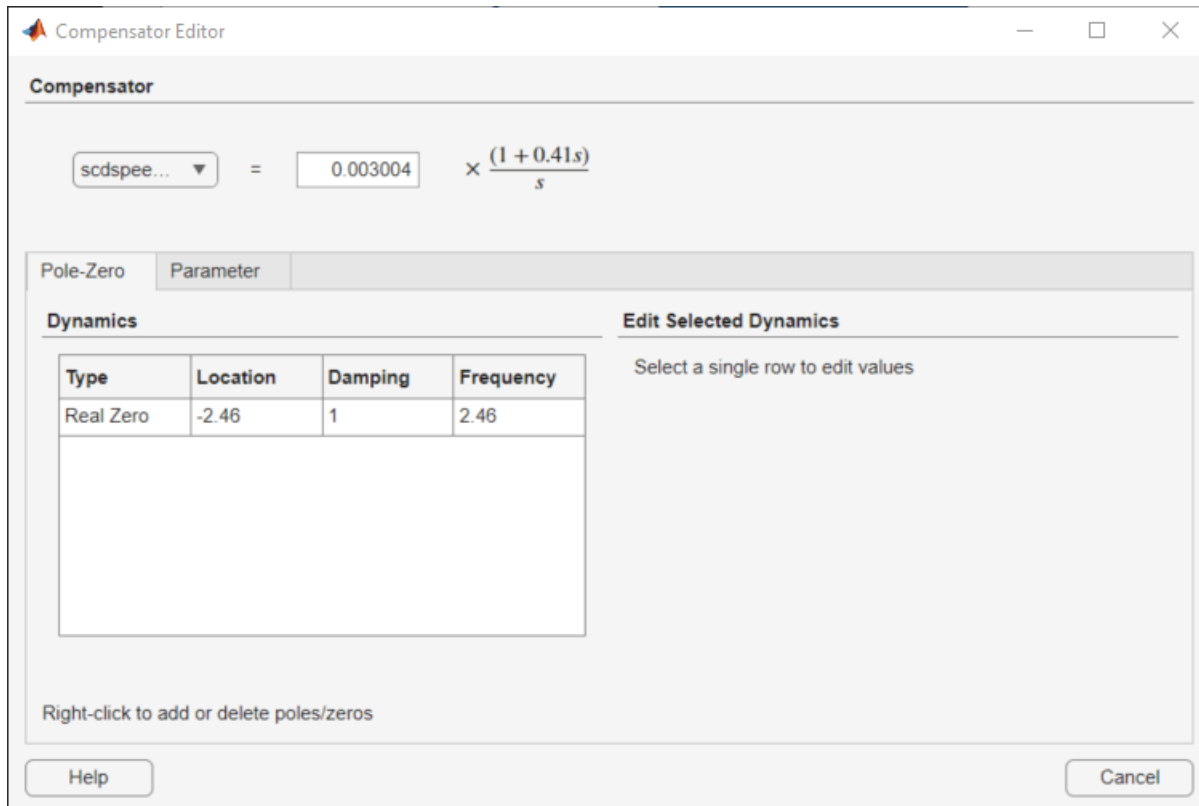 Compensator Editor
Compensator
scdspee... = 0.003004 × (1 + 0.41s)
s
Pole-Zero Parameter
Dynamics
Edit Selected Dynamics
Type Location Damping Frequency
Select a single row to edit values
Real Zero -2.46 1 2.46
Right-click to add or delete poles/zeros
Help Cancel